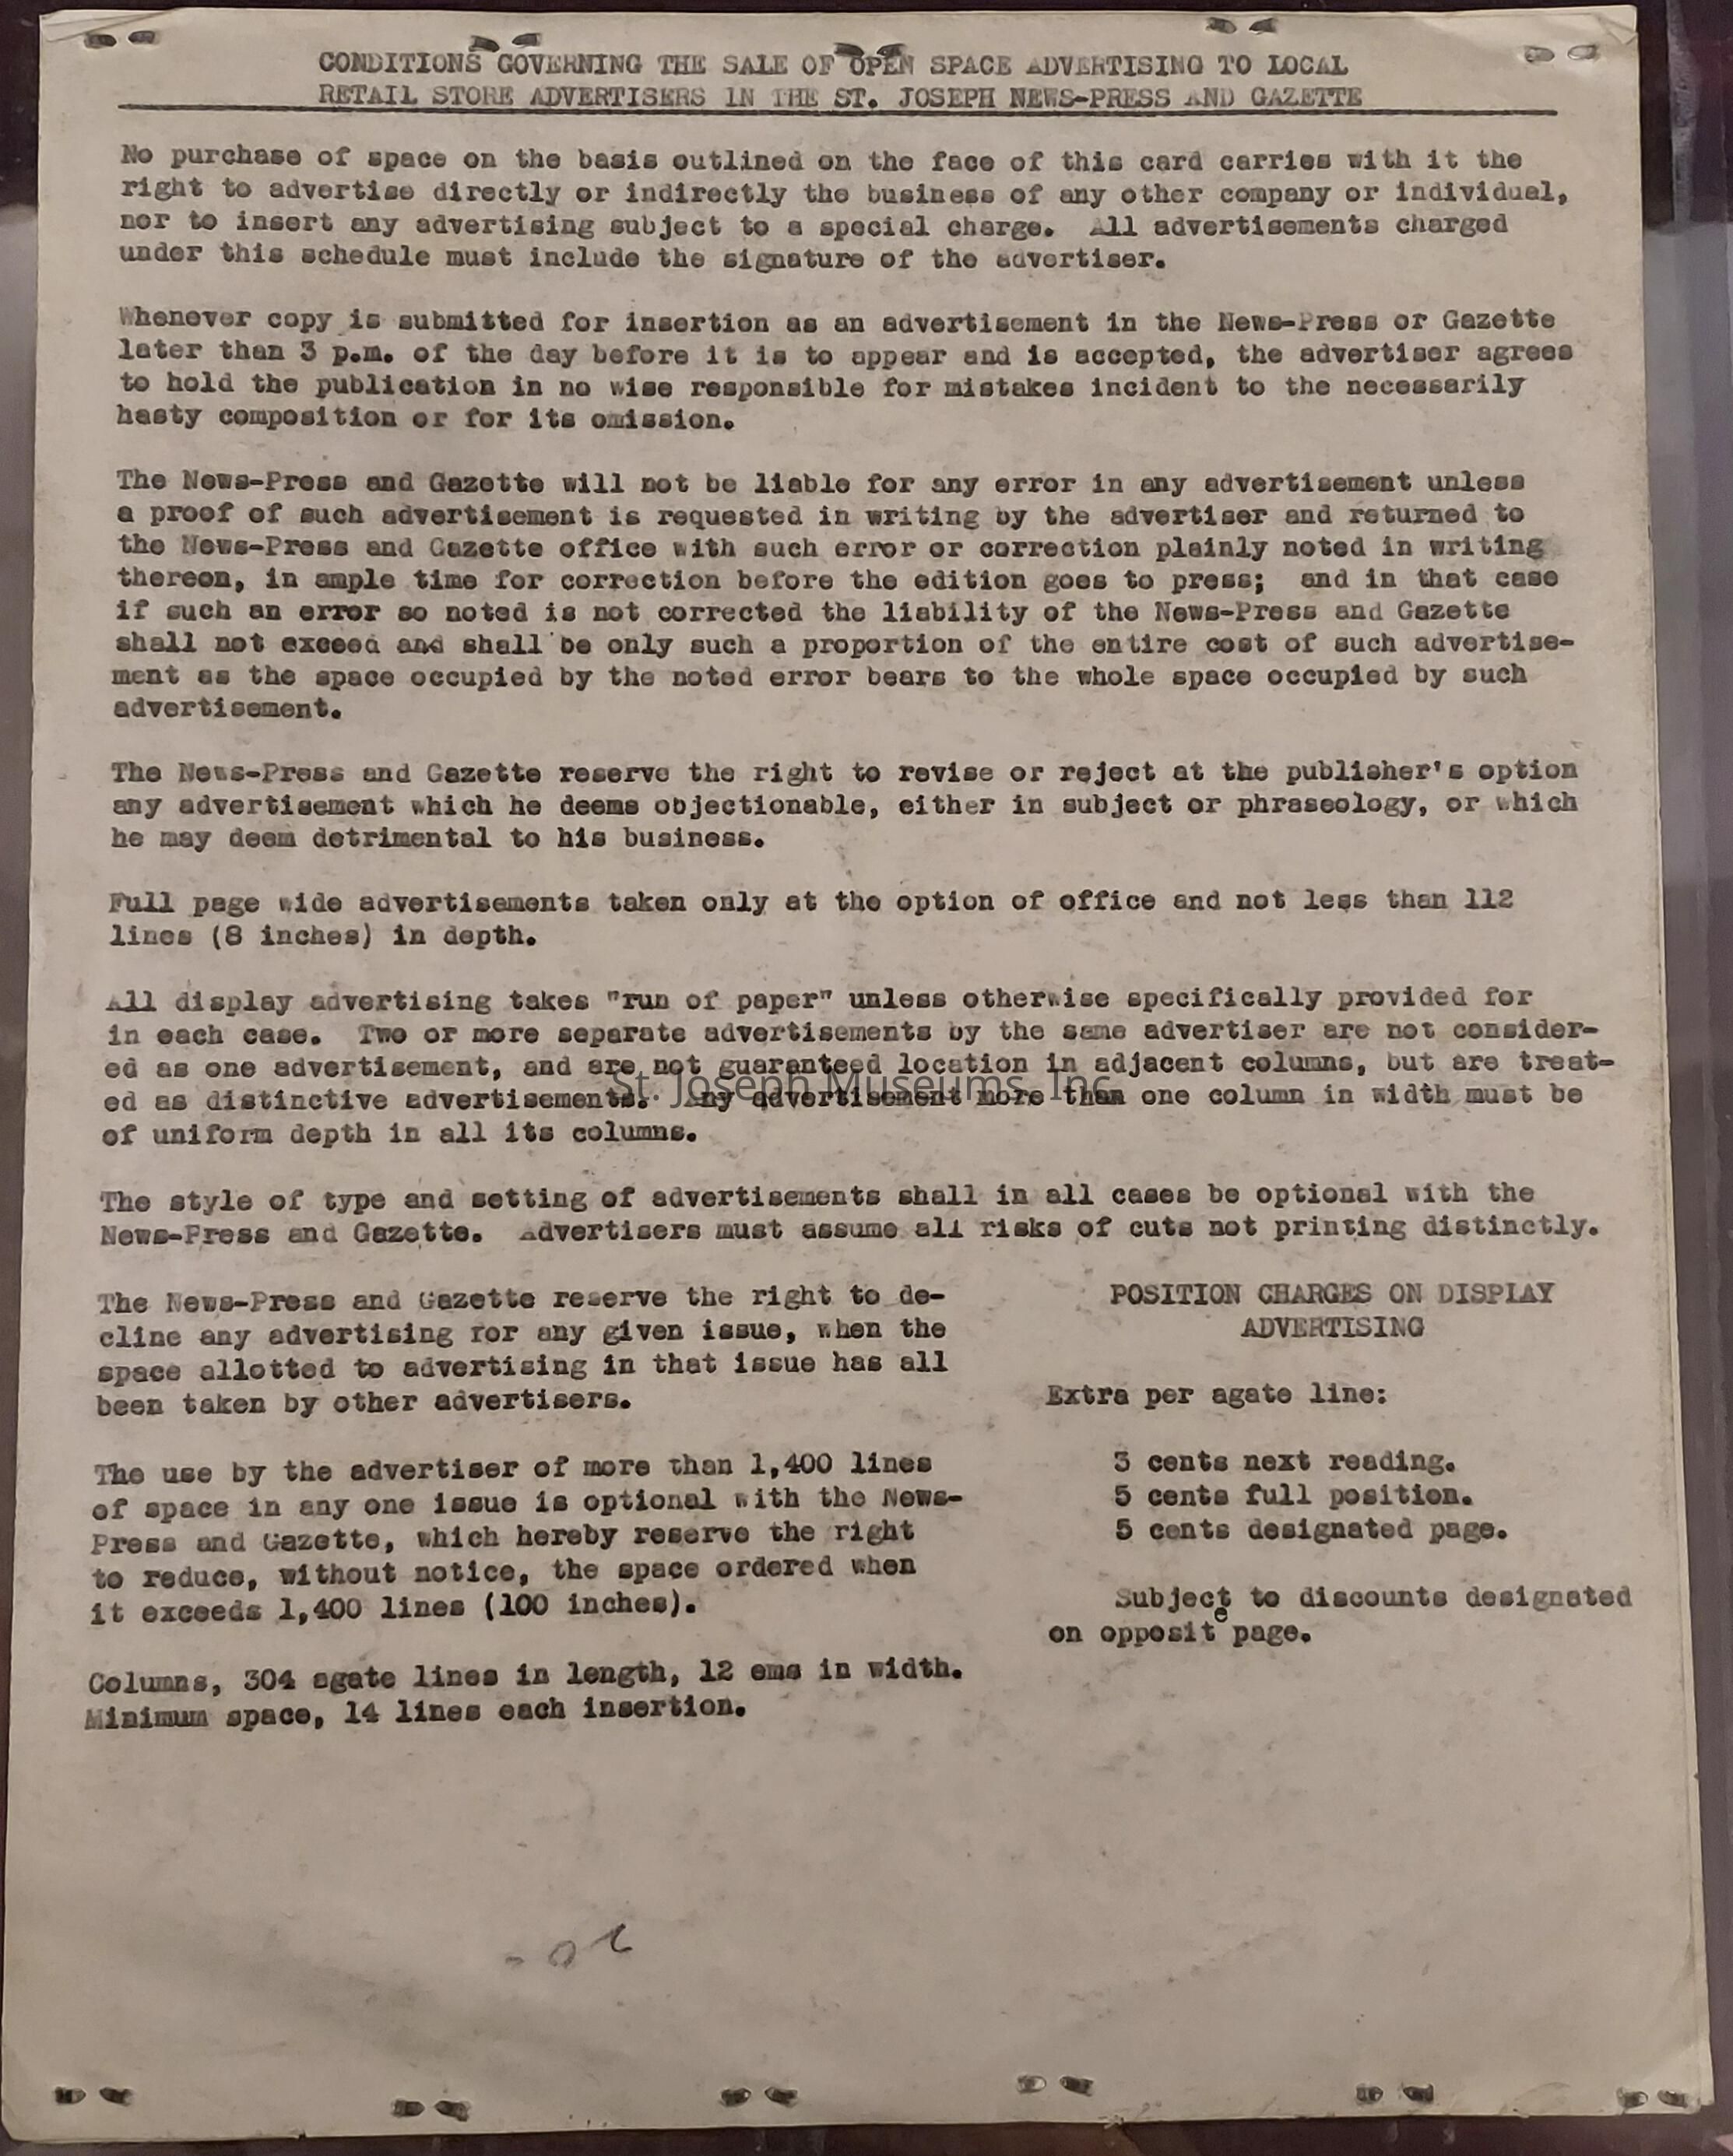 CONDITIONS GOVERNING THE SALE OF OPEN SPACE ADVERTISING TO LOCAL
RETAIL STORE ADVERTISERS IN THE ST. JOSEPH NEWS-PRESS AND GAZETTE
No purchase of space on the basis outlined on the face of this card carries with it the
right to advertise directly or indirectly the business of any other company or individual,
nor to insert any advertising subject to a special charge. All advertisements charged
under this schedule must include the signature of the advertiser.
Whenever copy is submitted for insertion as an advertisement in the News-Press or Gazette
later than 3 p.m. of the day before it is to appear and is accepted, the advertiser agrees
to hold the publication in no wise responsible for mistakes incident to the necessarily
hasty composition or for its omission.
The News-Press and Gazette will not be liable for any error in any advertisement unless
a proof of such advertisement is requested in writing by the advertiser and returned to
the News-Press and Gazette office with such error or correction plainly noted in writing
thereon, in ample time for correction before the edition goes to press; and in that case
if such an error so noted is not corrected the liability of the News-Press and Gazette
shall not exceed and shall be only such a proportion of the entire cost of such advertise-
ment as the space occupied by the noted error bears to the whole space occupied by such
advertisement.
The News-Press and Gazette reserve the right to revise or reject at the publisher's option
any advertisement which he deems objectionable, either in subject or phraseology, or which
he may deem detrimental to his business.
Full page wide advertisements taken only at the option of office and not less than 112
lines (8 inches) in depth.
All display advertising takes "run of paper" unless otherwise specifically provided for
in each case. Two or more separate advertisements by the same advertiser are not consider-
ed as one advertisement, and are not guaranteed location in adjacent columns, but are treat-
St. Joseph Museums, Inc.
ed as distinctive advertisements. Any advertisement more than one column in width must be
of uniform depth in all its columns.
The style of type and setting of advertisements shall in all cases be optional with the
News-Press and Gazette. Advertisers must assume all risks of cuts not printing distinctly.
The News-Press and Gazette reserve the right to de-
cline any advertising for any given issue, when the
space allotted to advertising in that issue has all
been taken by other advertisers.
The use by the advertiser of more than 1,400 lines
of space in any one issue is optional with the News-
Press and Gazette, which hereby reserve the right
to reduce, without notice, the space ordered when
it exceeds 1,400 lines (100 inches).
Columns, 304 agate lines in length, 12 ems in width.
Minimum space, 14 lines each insertion.
POSITION CHARGES ON DISPLAY
ADVERTISING
Extra per agate line:
3 cents next reading.
5 cents full position.
5 cents designated page.
Subject to discounts designated
on opposite page.